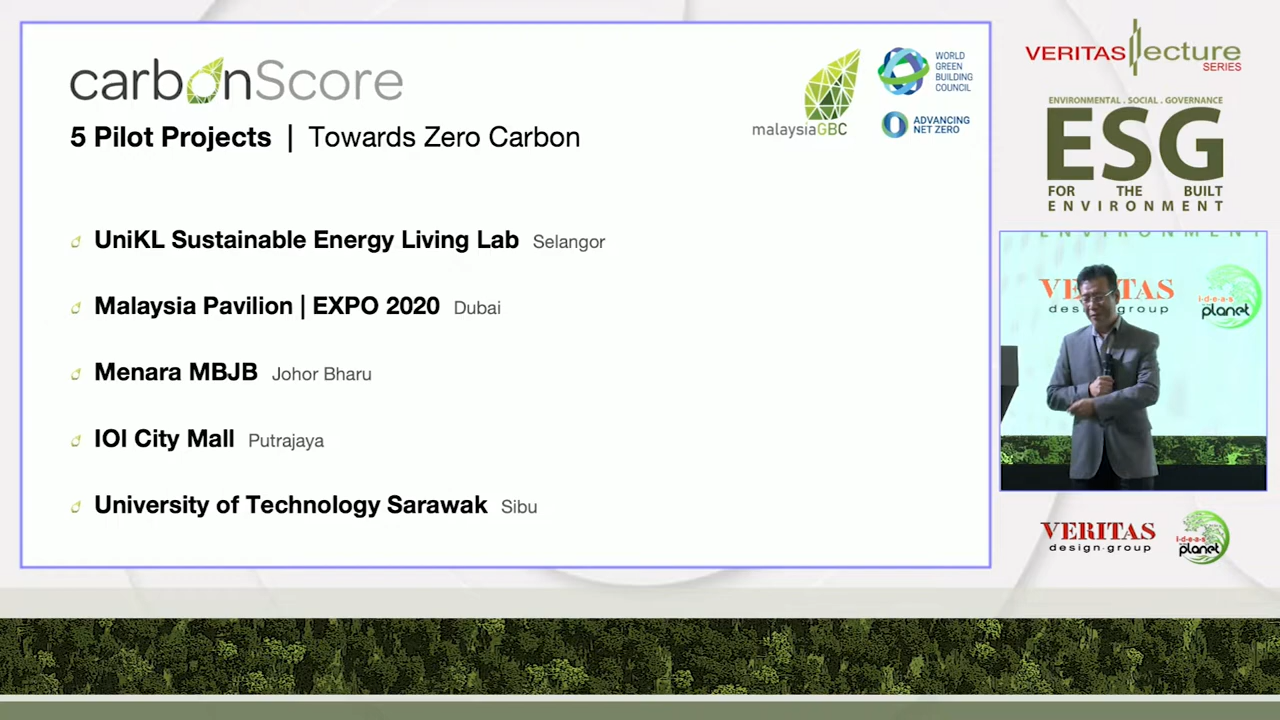 carbonScore
5 Pilot Projects | Towards Zero Carbon
malaysiaGBC
WORLD
GREEN
BUILDING
COUNCIL
ADVANCING
NET ZERO
UniKL Sustainable Energy Living Lab Selangor
Malaysia Pavilion | EXPO 2020 Dubai
Menara MBJB Johor Bharu
IOI City Mall Putrajaya
University of Technology Sarawak Sibu
VERITAS lecture
SERIES
ENVIRONMENTAL . SOCIAL . GOVERNANCE
ESG
FOR THE BUILT
ENVIRONMENT
VERITAS
design group
i-d-e-a-s
planet
VERITAS
design group
i-d-e-a-s
planet